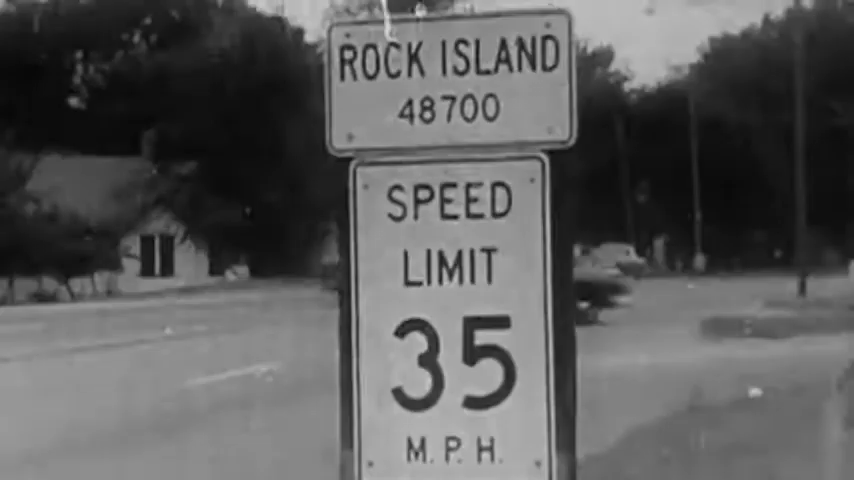 ROCK ISLAND
48700
SPEED
LIMIT
35
M.P.H.